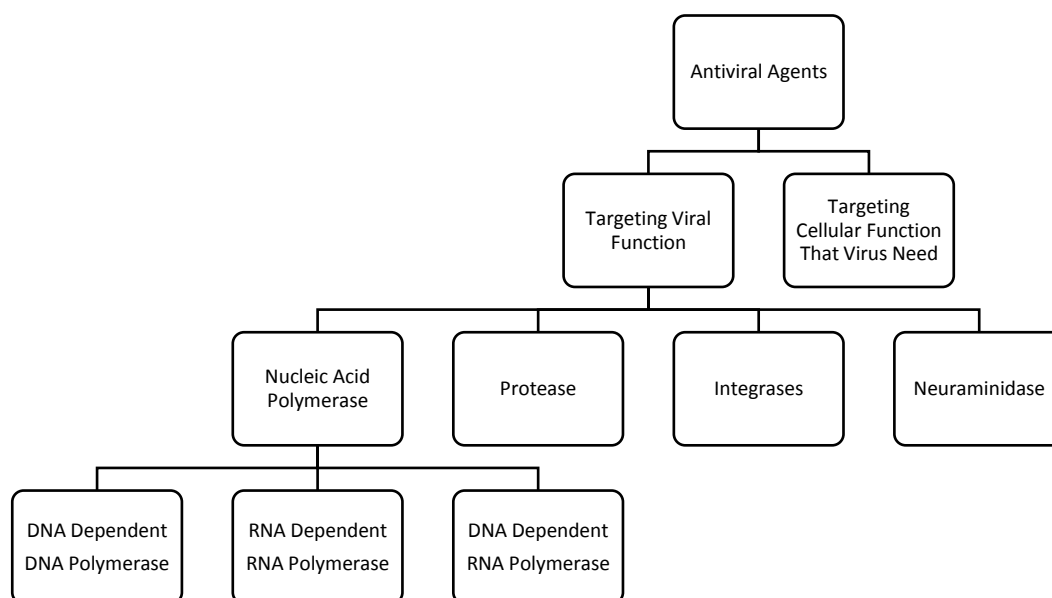 Antiviral Agents
Targeting Viral
Function
Targeting
Cellular Function
That Virus Need
Nucleic Acid
Polymerase
Protease
Integrases
Neuraminidase
DNA Dependent
DNA Polymerase
RNA Dependent
RNA Polymerase
DNA Dependent
RNA Polymerase